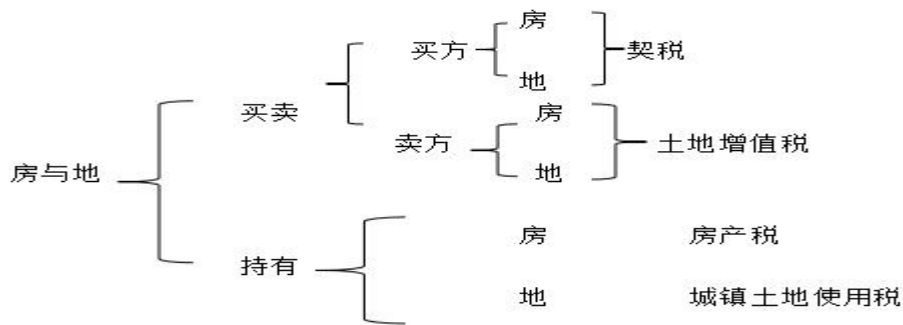 房
买方
契税
地
买卖
房
卖方
土地增值税
地
房与地
房
房产税
持有
地
城镇土地使用税